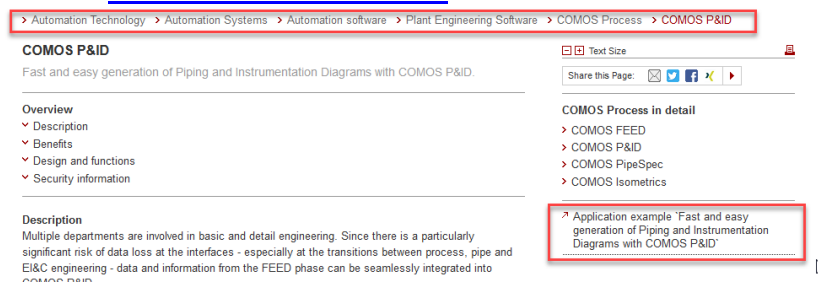 > Automation Technology > Automation Systems > Automation software > Plant Engineering Software > COMOS Process > COMOS P&ID
COMOS P&ID
Fast and easy generation of Piping and Instrumentation Diagrams with COMOS P&ID.
Overview
Description
Benefits
Design and functions
Security information
Description
Multiple departments are involved in basic and detail engineering. Since there is a particularly
significant risk of data loss at the interfaces - especially at the transitions between process, pipe and
EI&C engineering - data and information from the FEED phase can be seamlessly integrated into
COMOS P&ID
Text Size
Share this Page:
COMOS Process in detail
> COMOS FEED
> COMOS P&ID
> COMOS PipeSpec
> COMOS Isometrics
Application example `Fast and easy
generation of Piping and Instrumentation
Diagrams with COMOS P&ID`